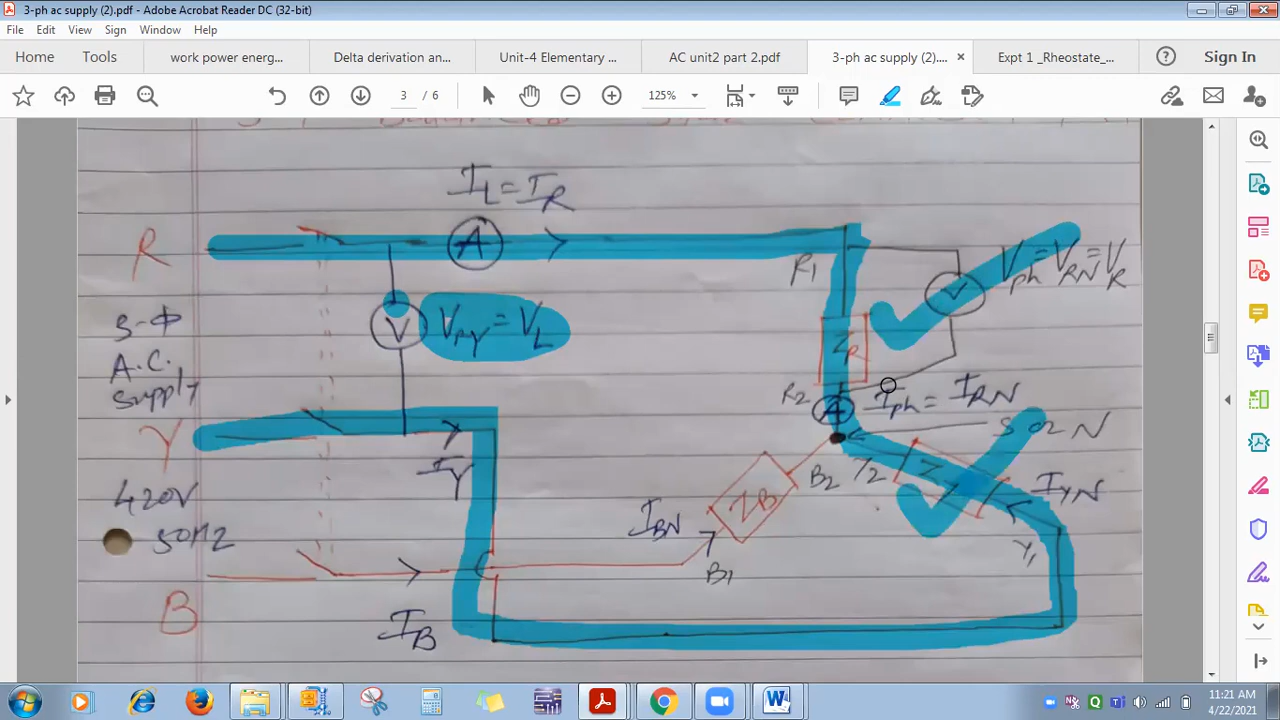 3-ph ac supply (2).pdf - Adobe Acrobat Reader DC (32-bit)
File Edit View Sign Window Help
Home Tools work power energ... Delta derivation an... Unit-4 Elementary ... AC unit2 part 2.pdf 3-ph ac supply (2).... × Expt 1 _Rheostate_... Sign In
3 / 6 125%
IL = IR
R
A
R1
Vph = VRN = VR
V
3-Φ
A.C.
supply
V
VRY = VL
ZR
R2
A
Iph = IRN
Y
S or N
IY
B2
Y2
Z
IYN
420V
50HZ
IBN
ZB
B1
Y1
B
IB
11:21 AM
4/22/2021